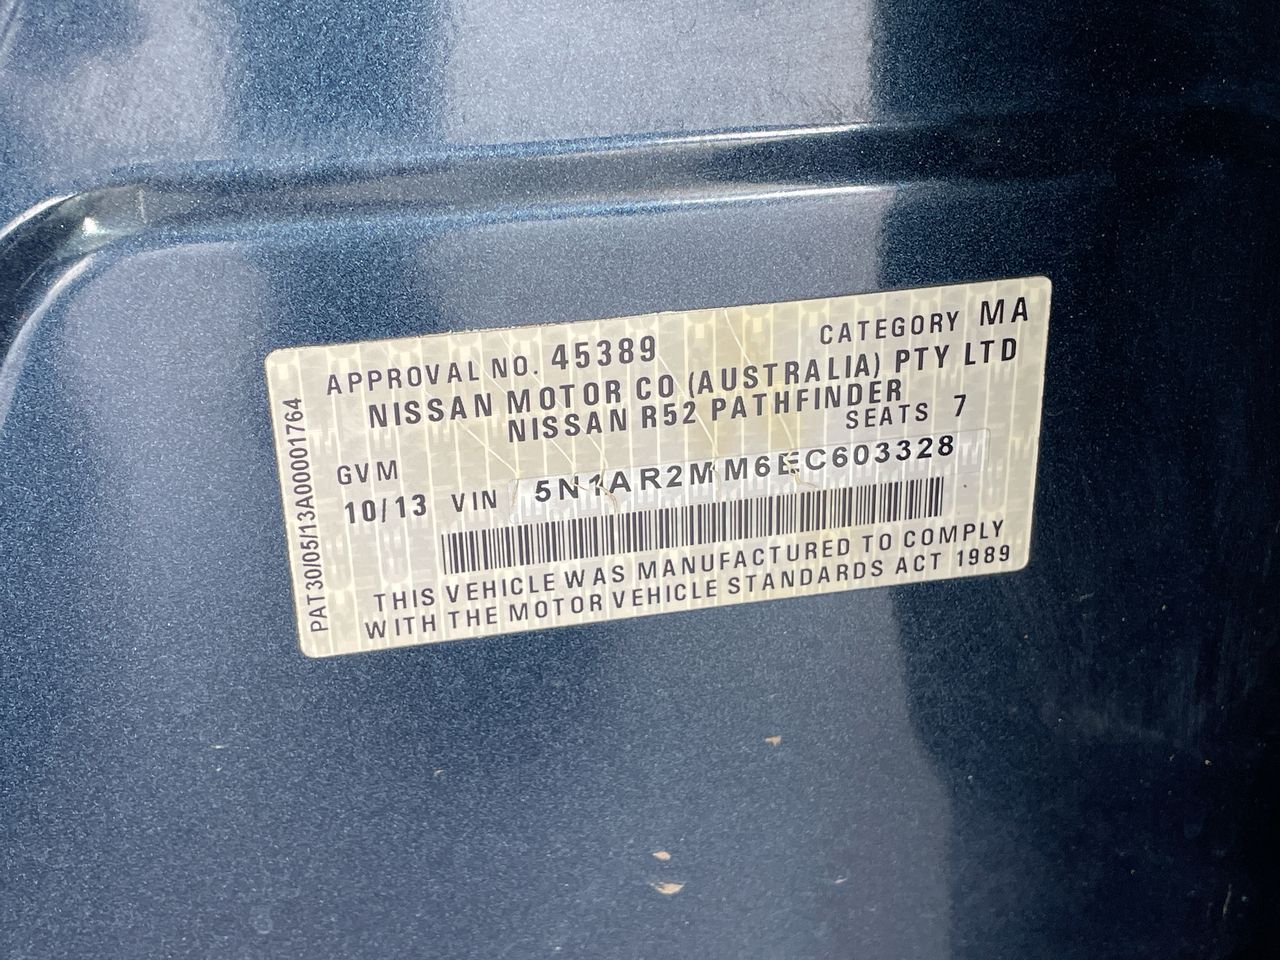 APPROVAL NO. 45389 CATEGORY MA
NISSAN MOTOR CO (AUSTRALIA) PTY LTD
NISSAN R52 PATHFINDER
SEATS 7
GVM
10/13 VIN 5N1AR2MM6EC603328
THIS VEHICLE WAS MANUFACTURED TO COMPLY
WITH THE MOTOR VEHICLE STANDARDS ACT 1989
PAT30/05/13A00001764